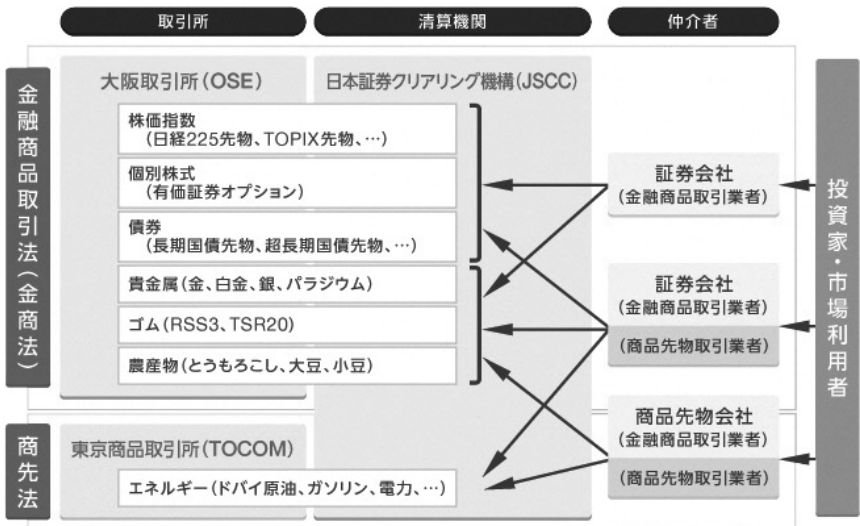 取引所
清算機関
仲介者
金融商品取引法(金商法)
大阪取引所(OSE)
日本証券クリアリング機構(JSCC)
株価指数
(日経225先物、TOPIX先物、…)
個別株式
(有価証券オプション)
債券
(長期国債先物、超長期国債先物、…)
貴金属(金、白金、銀、パラジウム)
ゴム(RSS3、TSR20)
農産物(とうもろこし、大豆、小豆)
証券会社
(金融商品取引業者)
証券会社
(金融商品取引業者)
(商品先物取引業者)
商品先物会社
(金融商品取引業者)
(商品先物取引業者)
投資家・市場利用者
商先法
東京商品取引所(TOCOM)
エネルギー(ドバイ原油、ガソリン、電力、…)